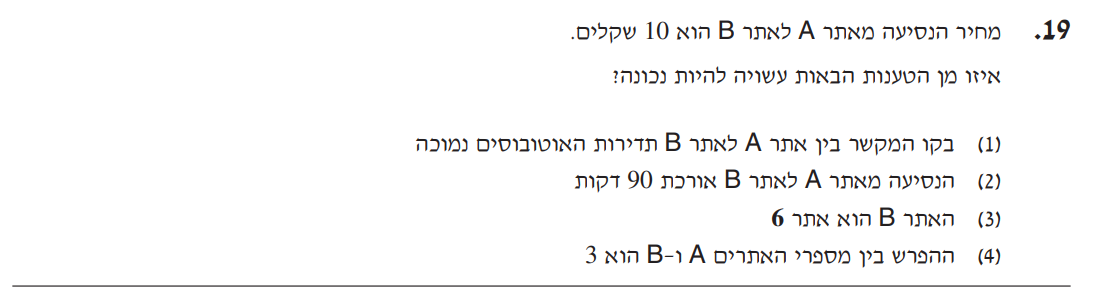 19. מחיר הנסיעה מאתר A לאתר B הוא 10 שקלים.
איזו מן הטענות הבאות עשויה להיות נכונה?
(1) בקו המקשר בין אתר A לאתר B תדירות האוטובוסים נמוכה
(2) הנסיעה מאתר A לאתר B אורכת 90 דקות
(3) האתר B הוא אתר 6
(4) ההפרש בין מספרי האתרים A ו-B הוא 3